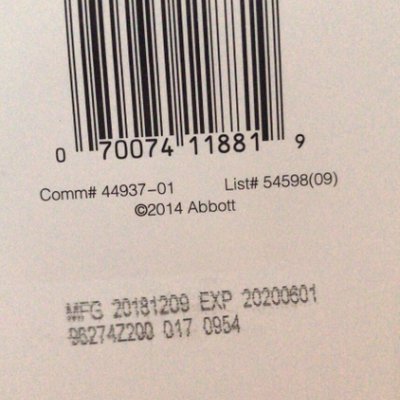 0 70074 11881 9
Comm# 44937-01 List# 54598(09)
©2014 Abbott
MFG 20181209 EXP 20200601
96274Z200 017 0954